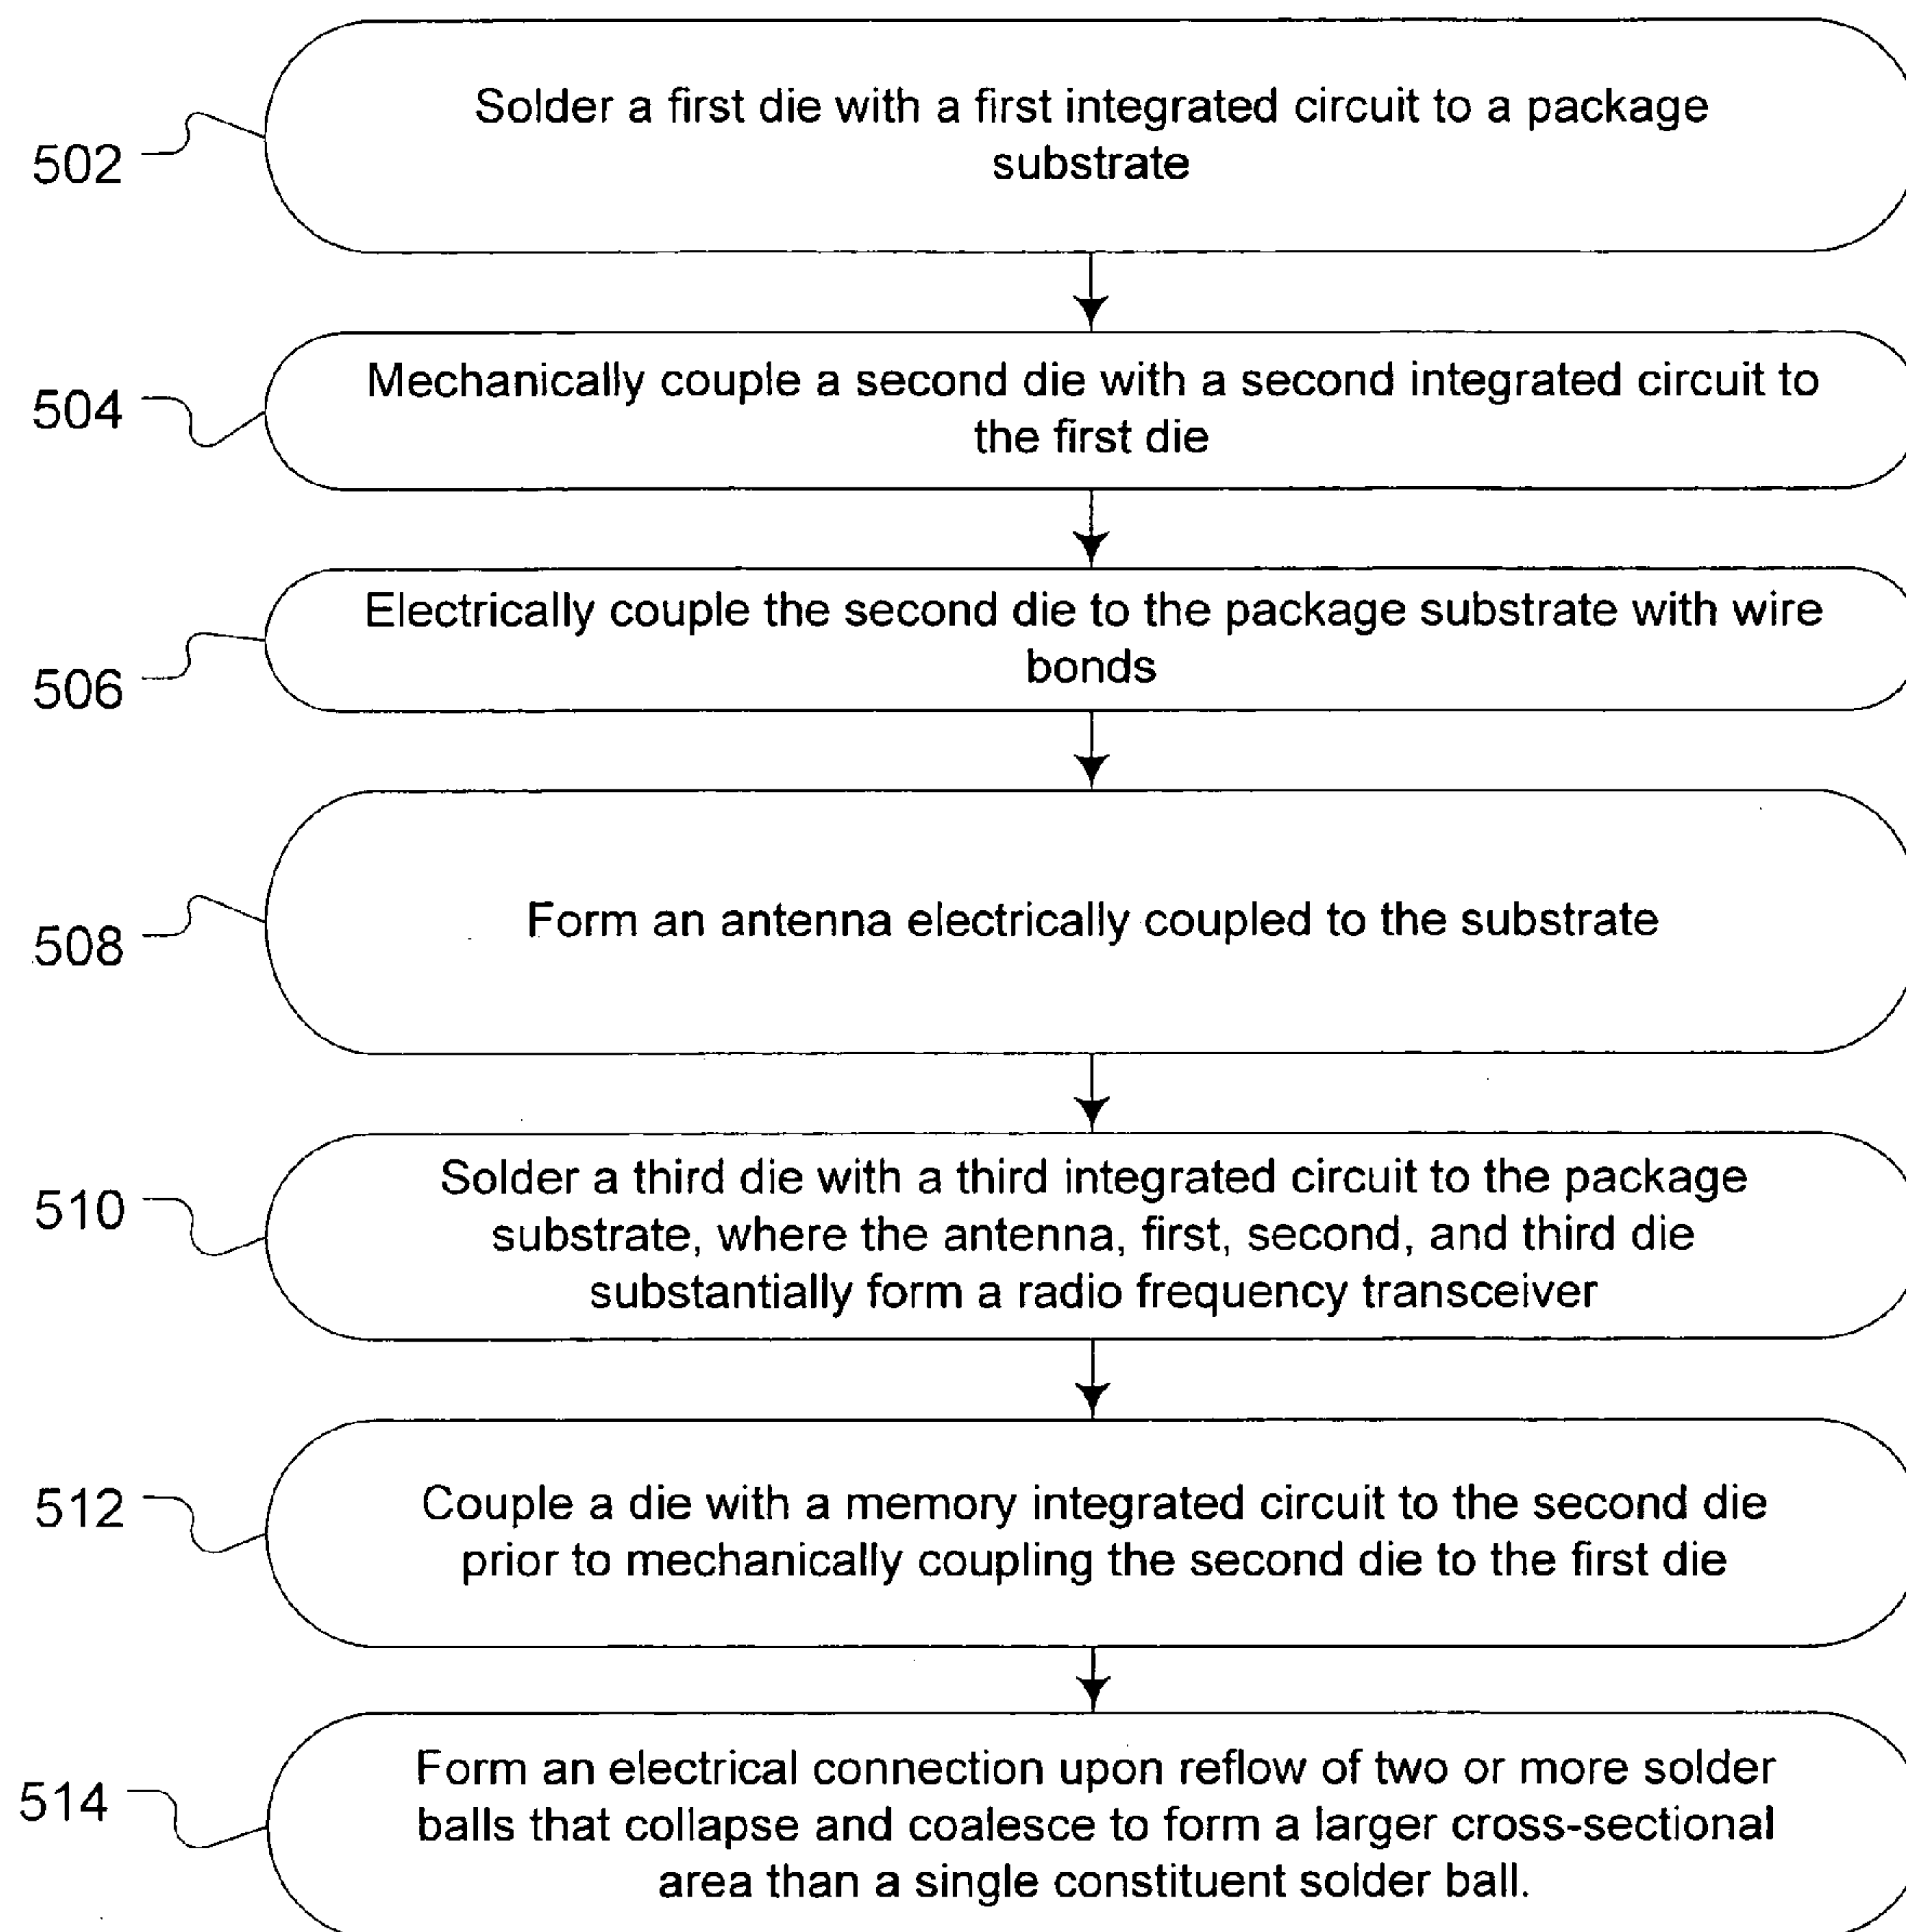 502
Solder a first die with a first integrated circuit to a package
substrate
504
Mechanically couple a second die with a second integrated circuit to
the first die
506
Electrically couple the second die to the package substrate with wire
bonds
508
Form an antenna electrically coupled to the substrate
510
Solder a third die with a third integrated circuit to the package
substrate, where the antenna, first, second, and third die
substantially form a radio frequency transceiver
512
Couple a die with a memory integrated circuit to the second die
prior to mechanically coupling the second die to the first die
514
Form an electrical connection upon reflow of two or more solder
balls that collapse and coalesce to form a larger cross-sectional
area than a single constituent solder ball.